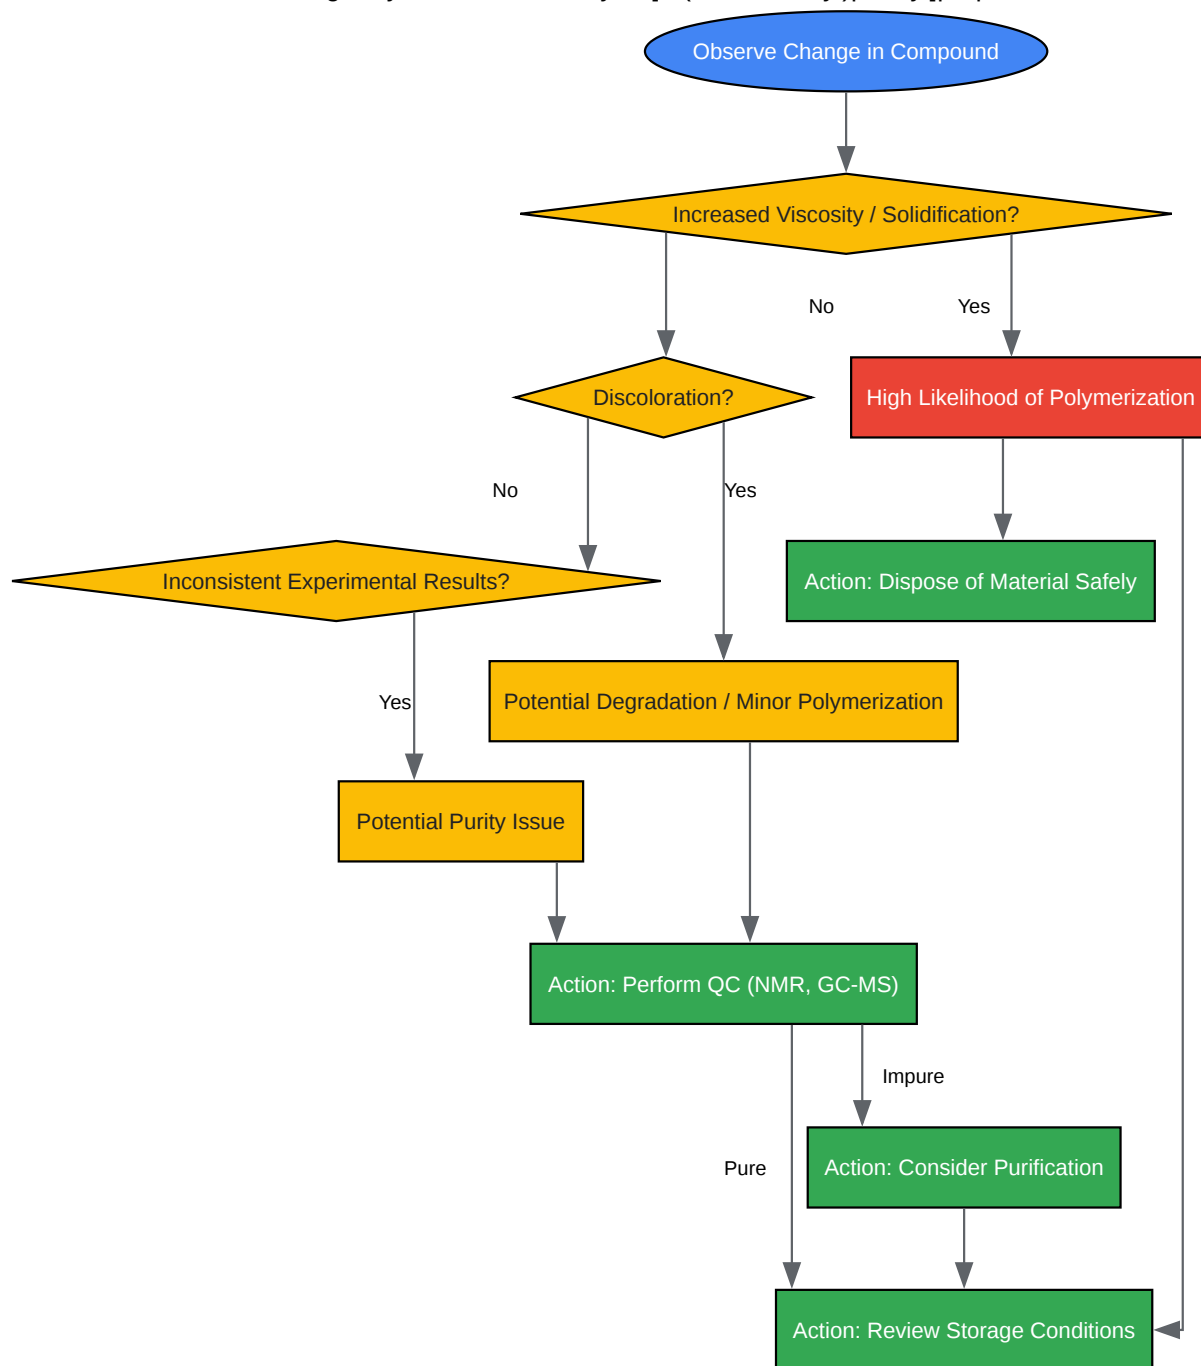 Observe Change in Compound
Increased Viscosity / Solidification?
No
Yes
Discoloration?
High Likelihood of Polymerization
No
Yes
Inconsistent Experimental Results?
Action: Dispose of Material Safely
Yes
Potential Degradation / Minor Polymerization
Potential Purity Issue
Action: Perform QC (NMR, GC-MS)
Impure
Pure
Action: Consider Purification
Action: Review Storage Conditions